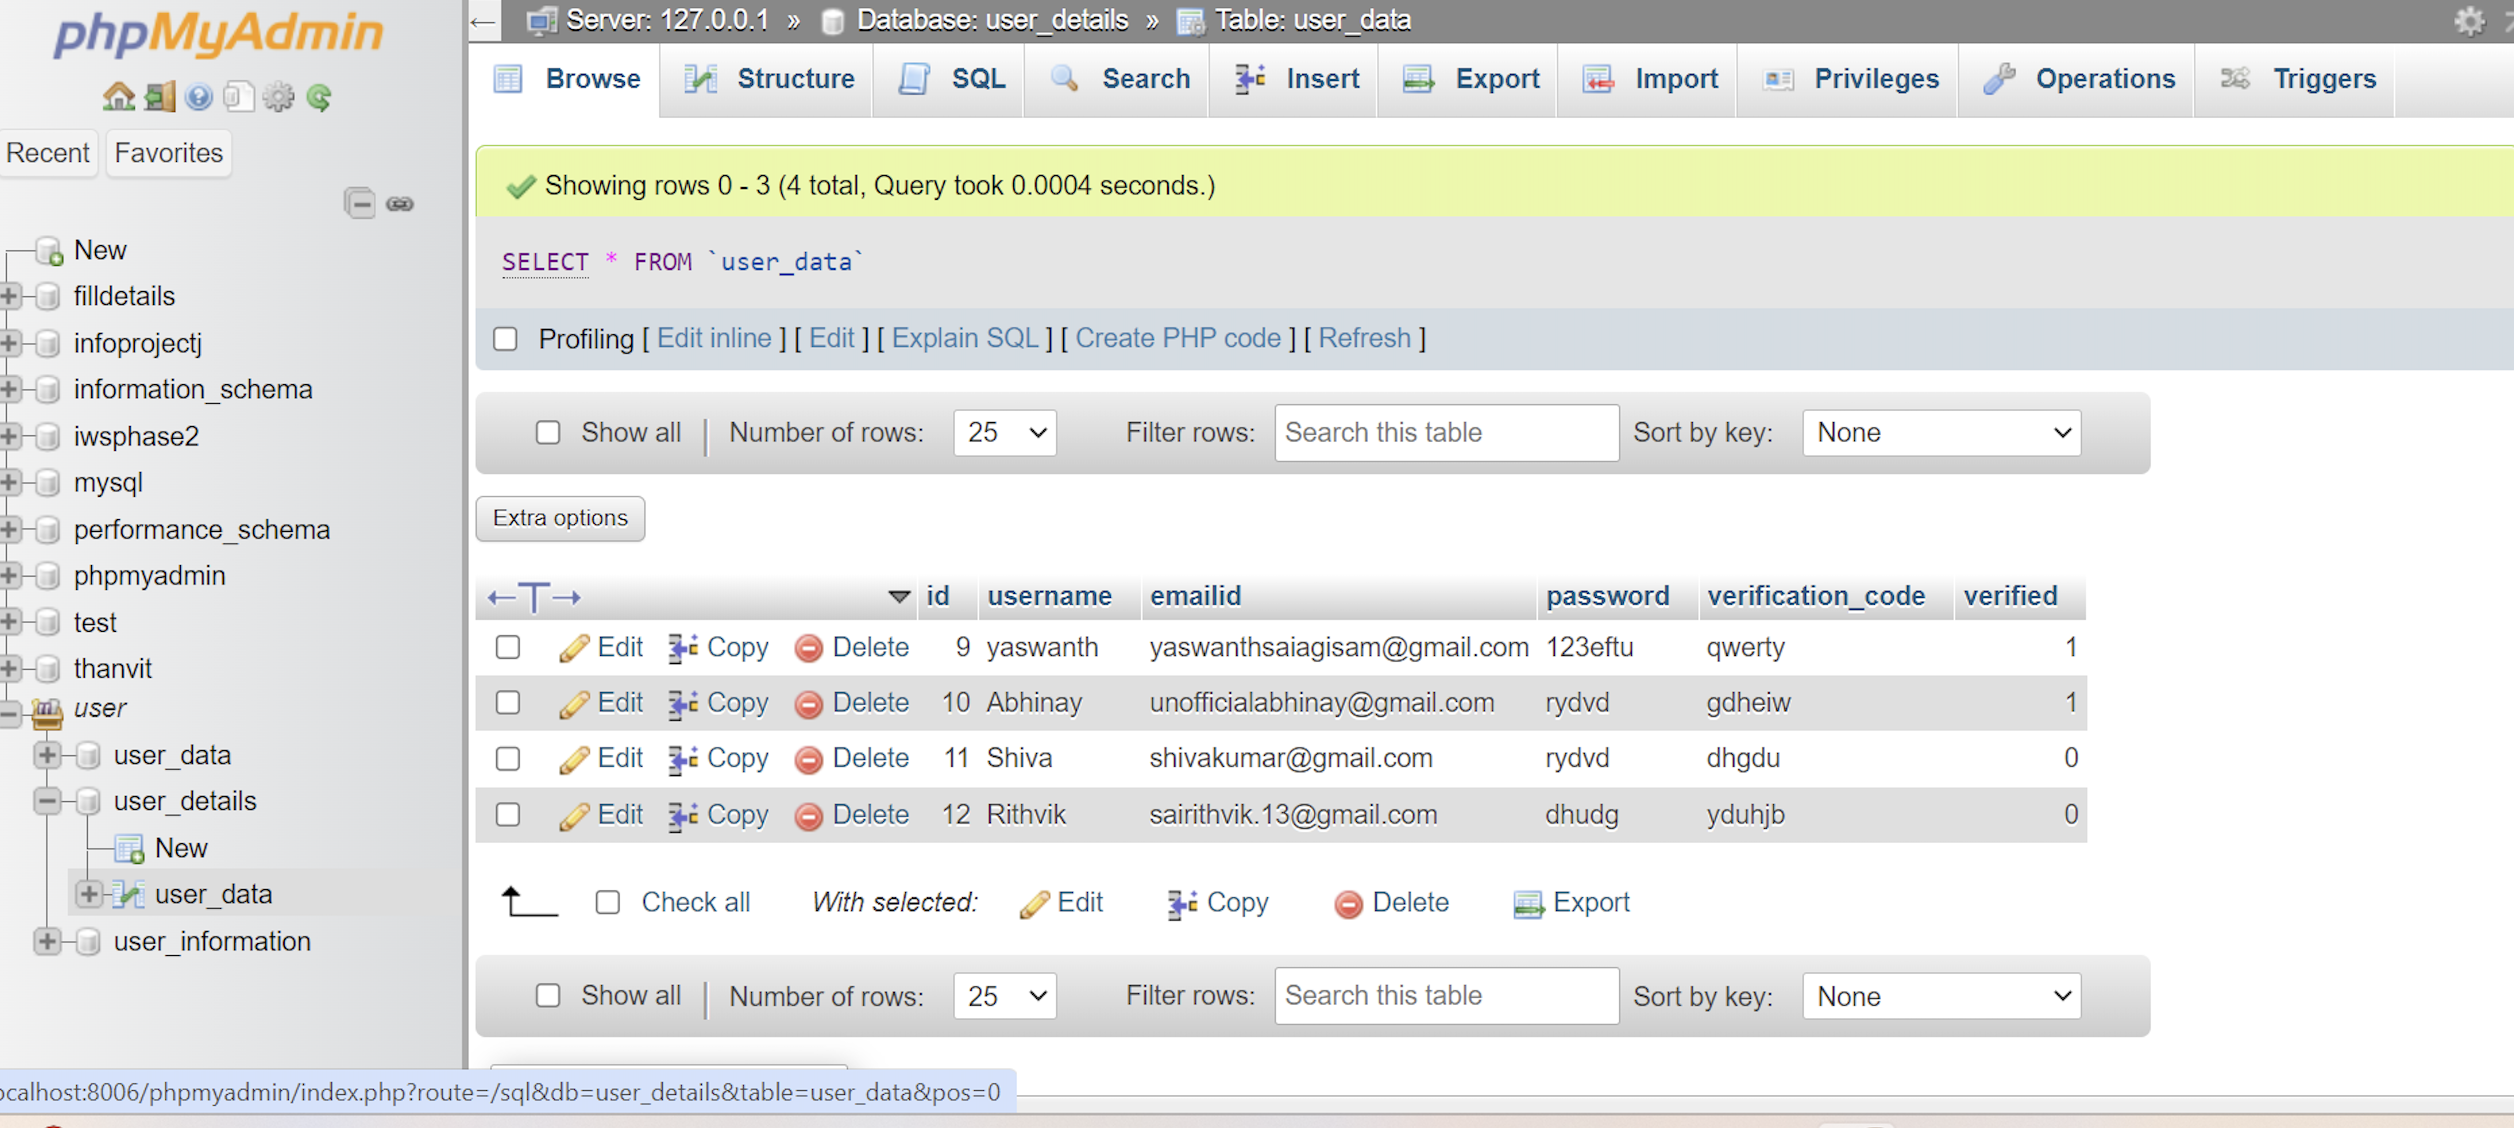 phpMyAdmin
Recent Favorites
New
filldetails
infoprojectj
information_schema
iwsphase2
mysql
performance_schema
phpmyadmin
test
thanvit
user
user_data
user_details
New
user_data
user_information
← Server: 127.0.0.1 » Database: user_details » Table: user_data
Browse Structure SQL Search Insert Export Import Privileges Operations Triggers
Showing rows 0 - 3 (4 total, Query took 0.0004 seconds.)
SELECT * FROM `user_data`
Profiling [ Edit inline ] [ Edit ] [ Explain SQL ] [ Create PHP code ] [ Refresh ]
Show all | Number of rows: 25 Filter rows: Search this table Sort by key: None
Extra options
←T→ id username emailid password verification_code verified
Edit Copy Delete 9 yaswanth yaswanthsaiagisam@gmail.com 123eftu qwerty 1
Edit Copy Delete 10 Abhinay unofficialabhinay@gmail.com rydvd gdheiw 1
Edit Copy Delete 11 Shiva shivakumar@gmail.com rydvd dhgdu 0
Edit Copy Delete 12 Rithvik sairithvik.13@gmail.com dhudg yduhjb 0
Check all With selected: Edit Copy Delete Export
Show all | Number of rows: 25 Filter rows: Search this table Sort by key: None
ocalhost:8006/phpmyadmin/index.php?route=/sql&db=user_details&table=user_data&pos=0